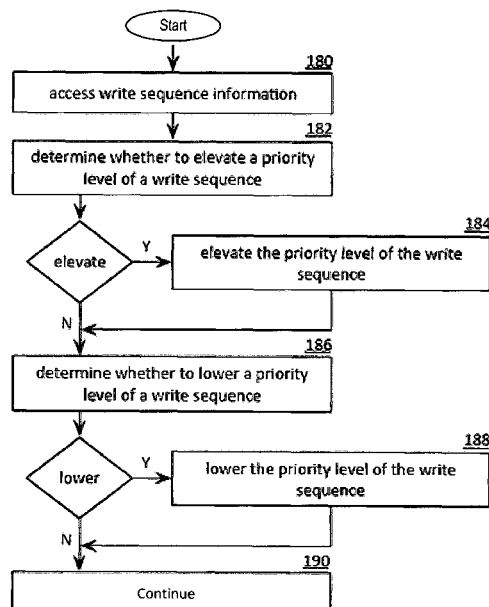 Start
180
access write sequence information
182
determine whether to elevate a priority
level of a write sequence
184
elevate
Y
elevate the priority level of the write
sequence
N
186
determine whether to lower a priority
level of a write sequence
188
lower
Y
lower the priority level of the write
sequence
N
190
Continue